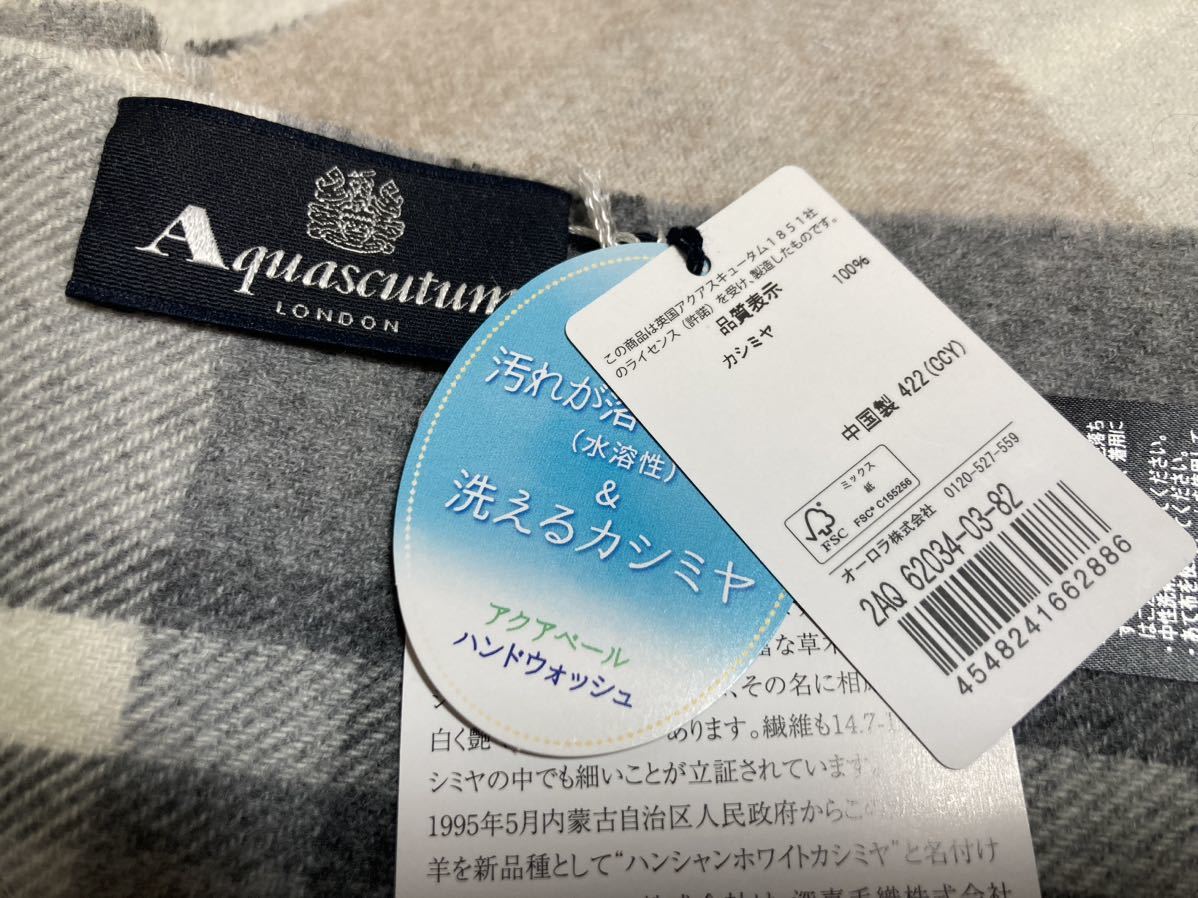 Aquascutum
LONDON
汚れが落
(水溶性)
&
洗えるカシミヤ
アクアペール
ハンドウォッシュ
この商品は英国アクアスキュータム1851社
のライセンス(許諾)を受け、製造したものです。
品質表示
カシミヤ 100%
中国製 422(CCY)
FSC
ミックス
紙
FSC® C155256
オーロラ株式会社 0120-527-559
2AQ 62034-03-82
4548241662886
な草木
、その名に相
白く艶 あります。繊維も14.7-1
シミヤの中でも細いことが立証されています
1995年5月内蒙古自治区人民政府からこ
羊を新品種として“ハンシャンホワイトカシミヤ”と名付け